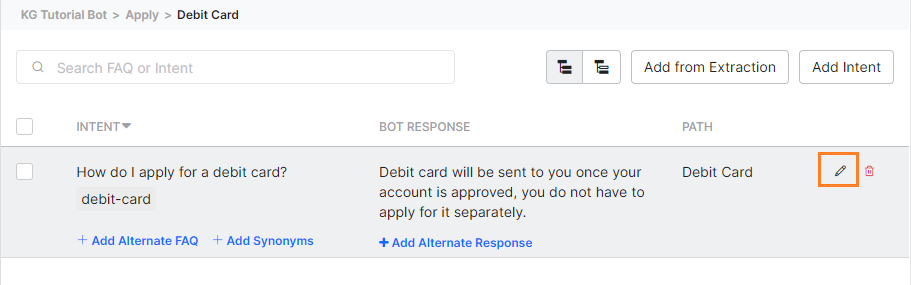 KG Tutorial Bot > Apply > Debit Card
Search FAQ or Intent
Add from Extraction
Add Intent
INTENT
BOT RESPONSE
PATH
How do I apply for a debit card?
debit-card
+ Add Alternate FAQ
+ Add Synonyms
Debit card will be sent to you once your
account is approved, you do not have to
apply for it separately.
+ Add Alternate Response
Debit Card